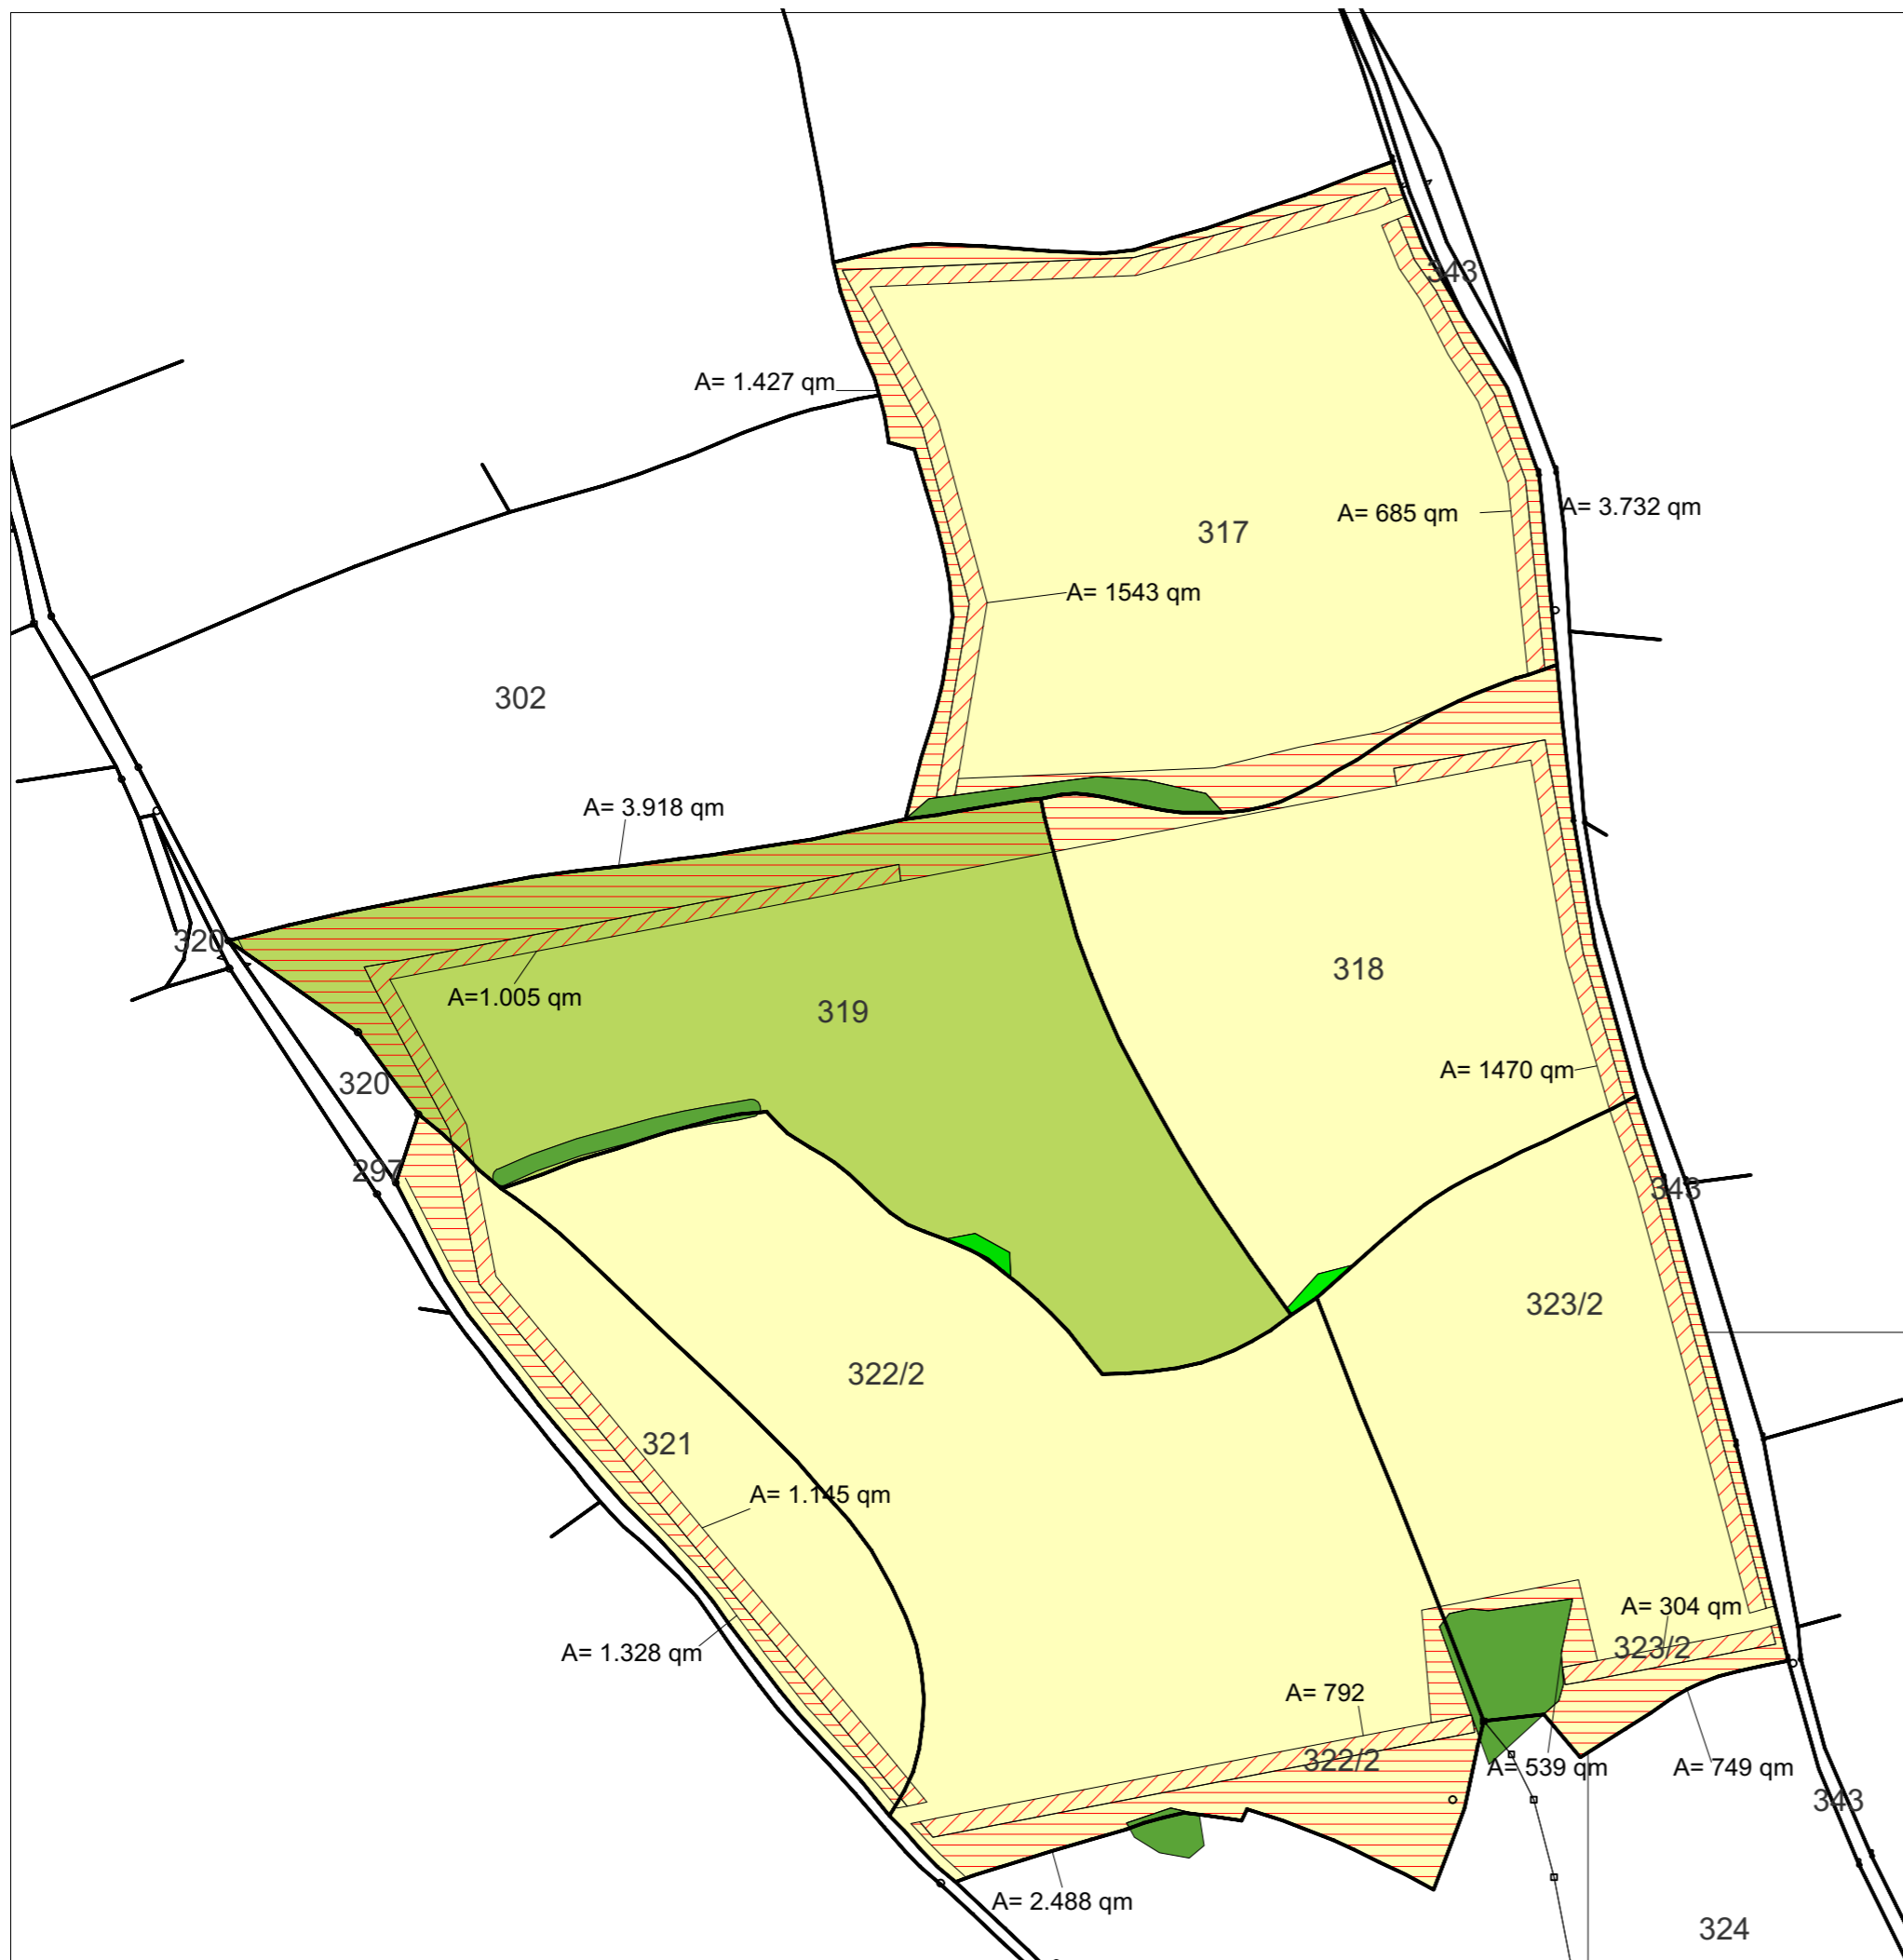 343
A= 1.427 qm
A= 3.732 qm
A= 685 qm
317
A= 1543 qm
302
A= 3.918 qm
320
318
A=1.005 qm
319
A= 1470 qm
320
297
343
323/2
322/2
321
A= 1.145 qm
A= 304 qm
323/2
A= 1.328 qm
A= 792
322/2
A= 539 qm
A= 749 qm
343
A= 2.488 qm
324